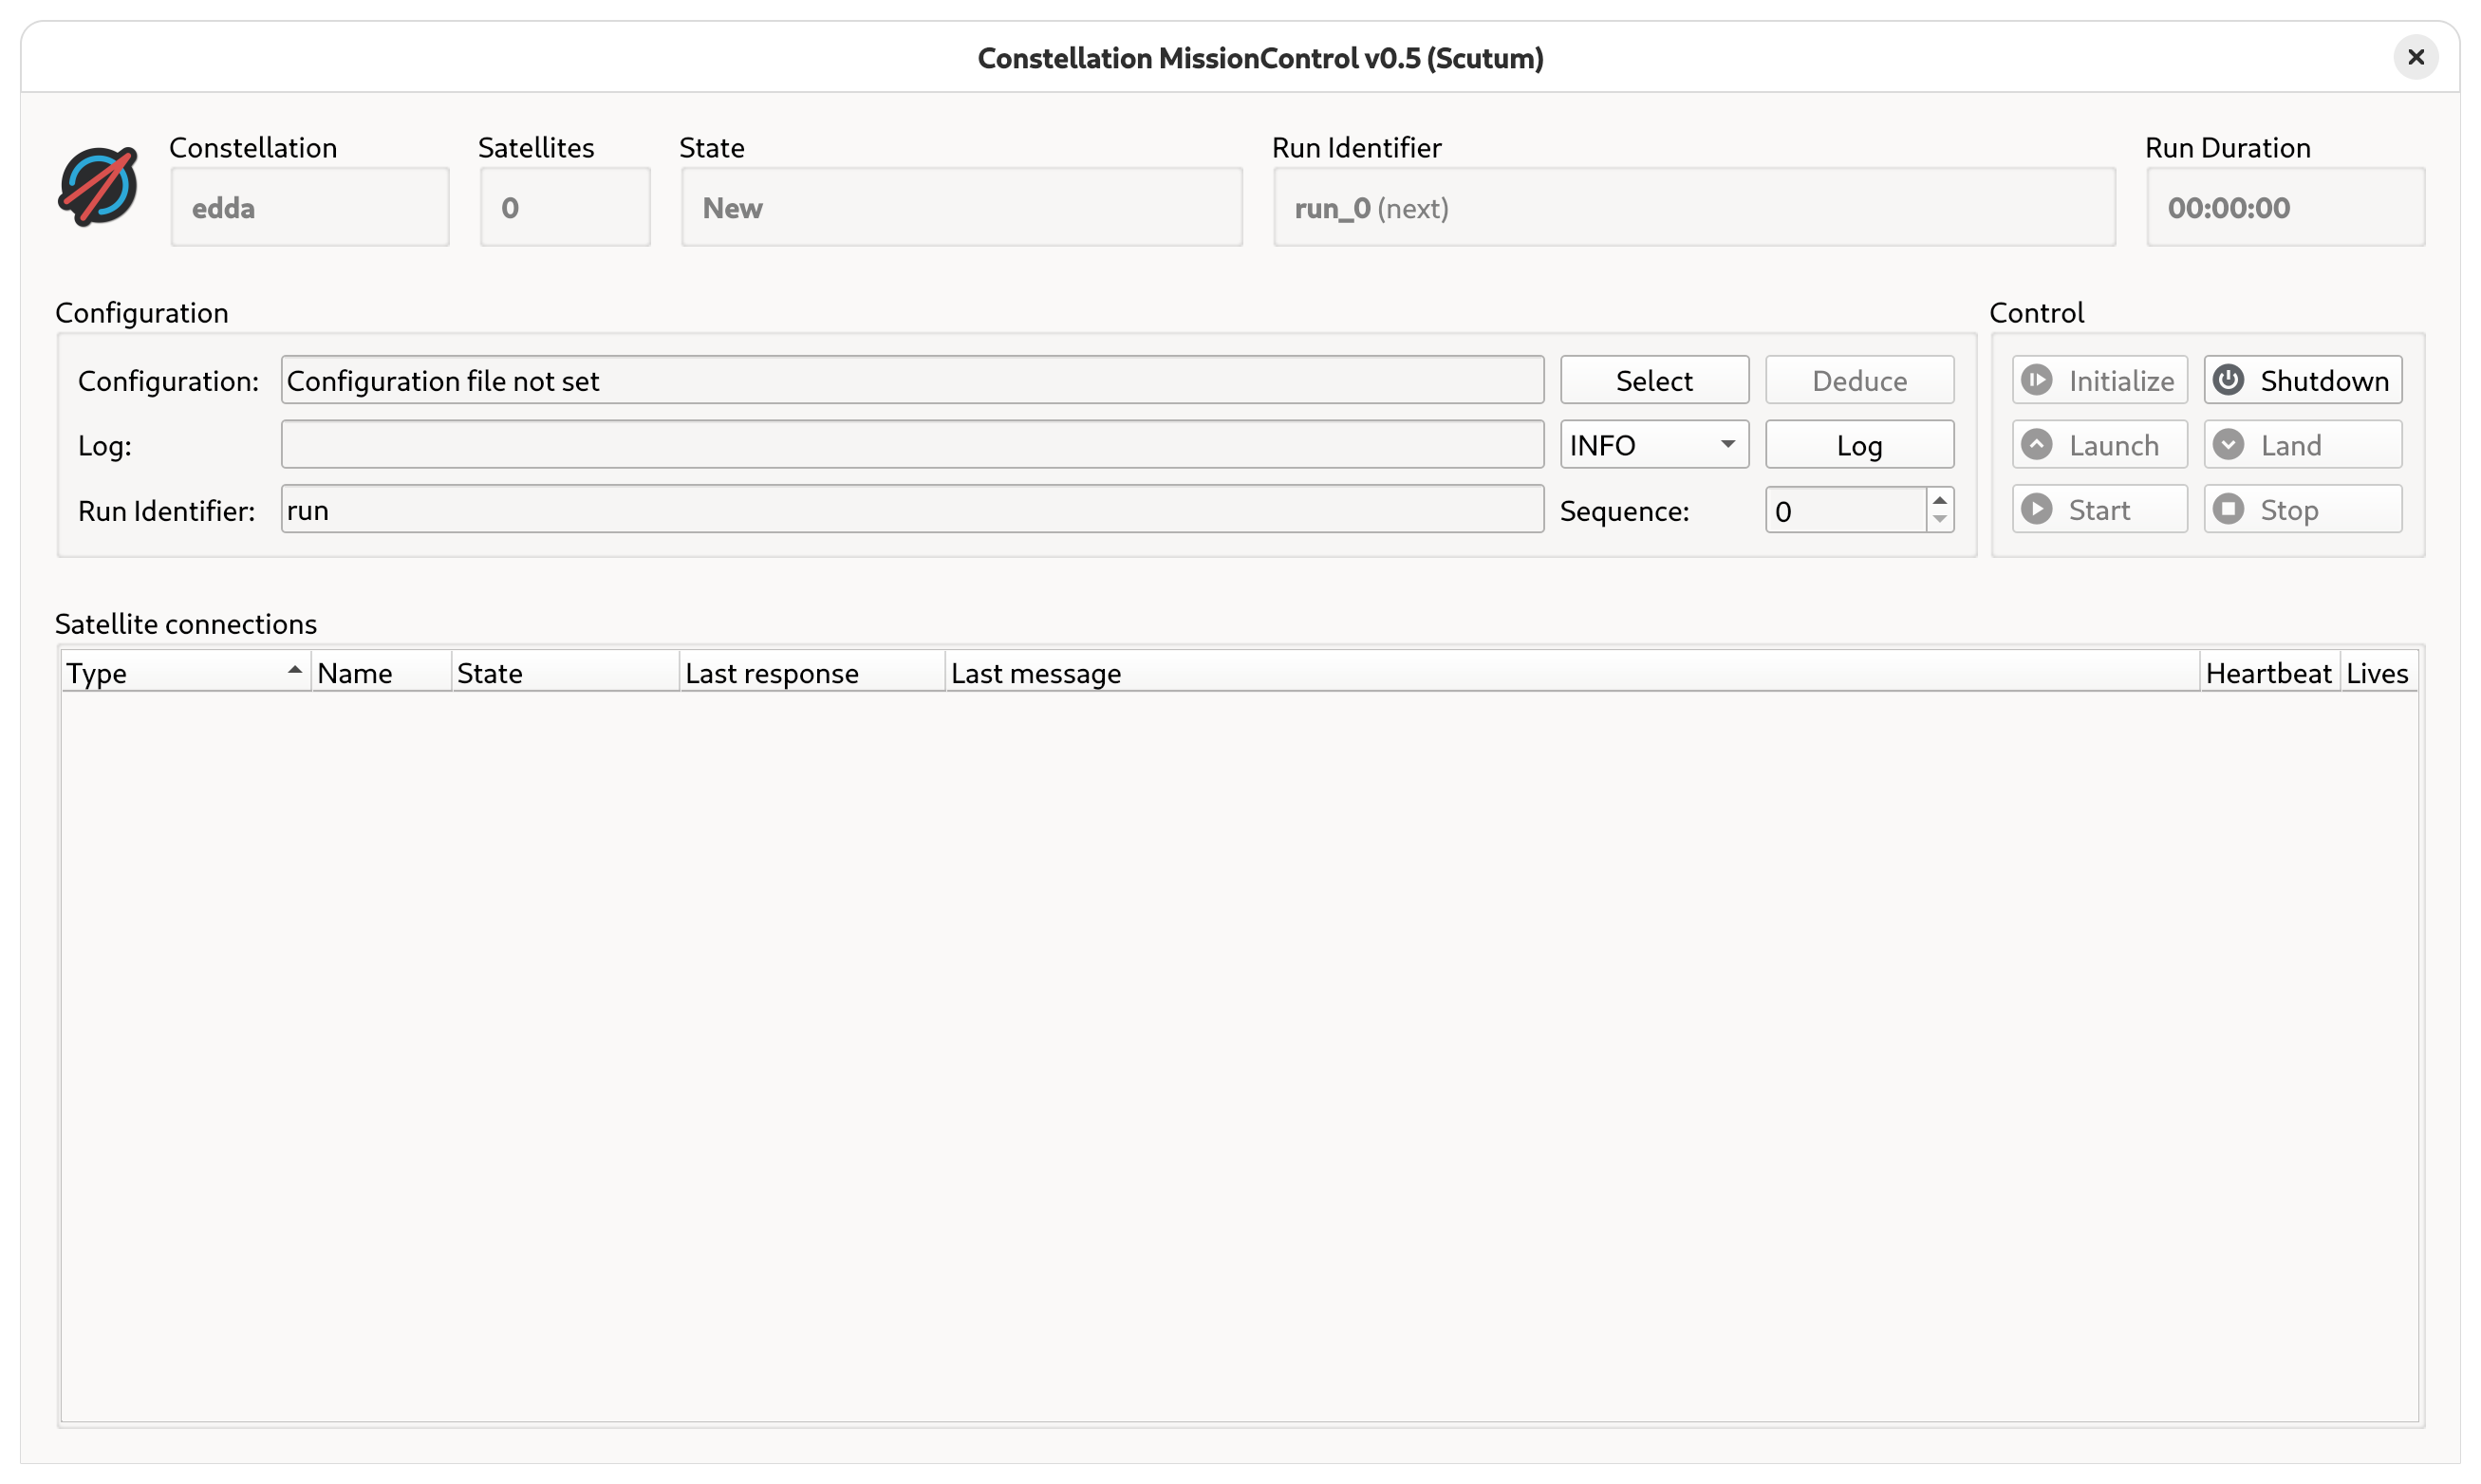 Constellation MissionControl v0.5 (Scutum)
Constellation Satellites State Run Identifier Run Duration
edda 0 New run_0 (next) 00:00:00
Configuration Control
Configuration: Configuration file not set Select Deduce Initialize Shutdown
Log: INFO Log Launch Land
Run Identifier: run Sequence: 0 Start Stop
Satellite connections
Type Name State Last response Last message Heartbeat Lives